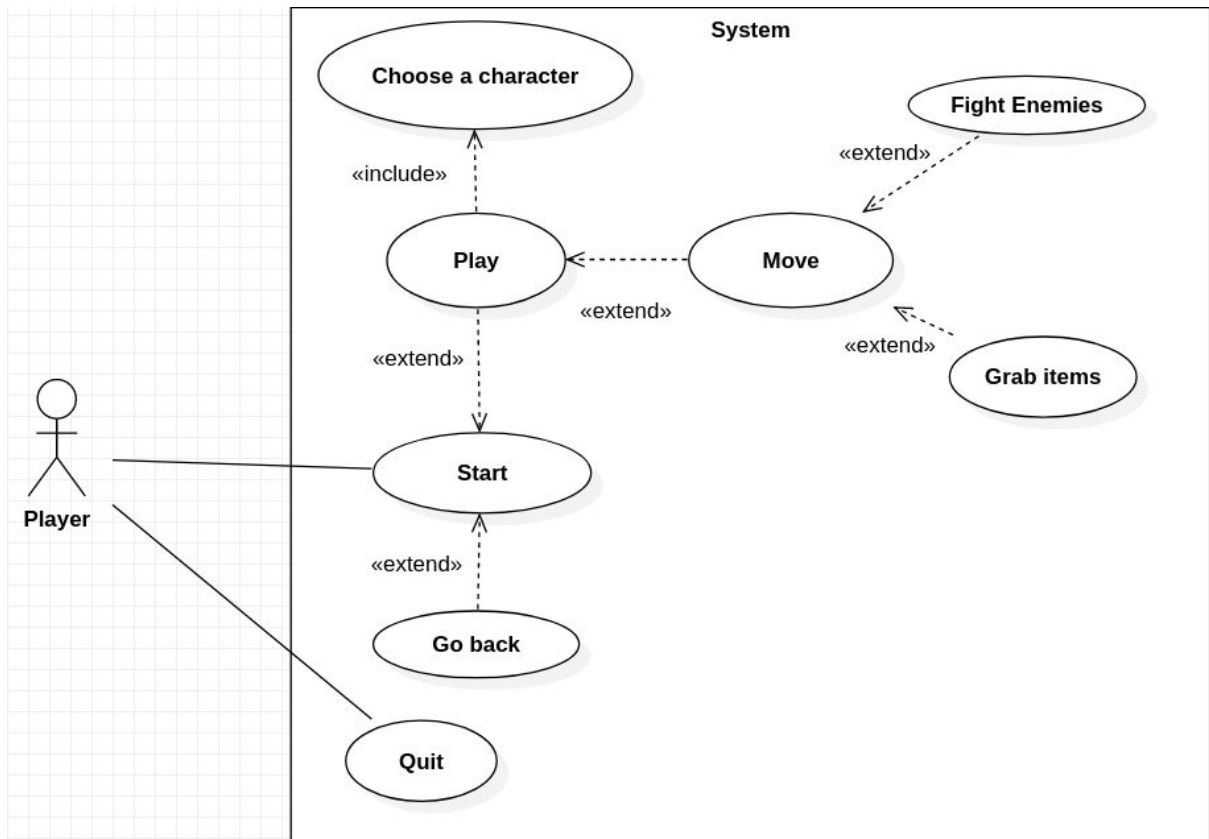 System
Choose a character
Fight Enemies
«extend»
«include»
Play
Move
«extend»
«extend»
«extend»
Grab items
Start
Player
«extend»
Go back
Quit